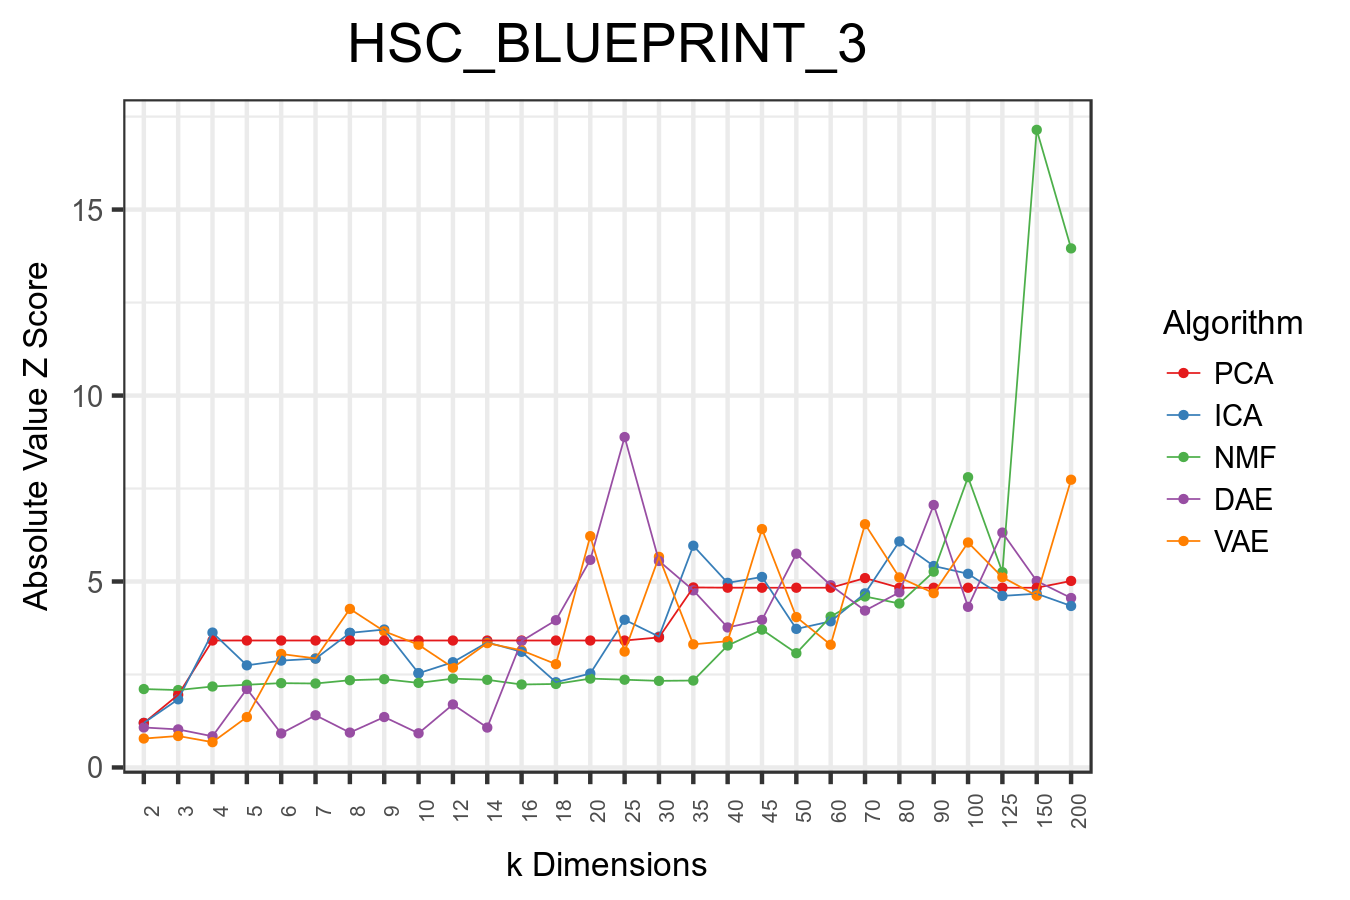 HSC_BLUEPRINT_3
Absolute Value Z Score
15
10
5
0
2 3 4 5 6 7 8 9 10 12 14 16 18 20 25 30 35 40 45 50 60 70 80 90 100 125 150 200
k Dimensions
Algorithm
PCA
ICA
NMF
DAE
VAE